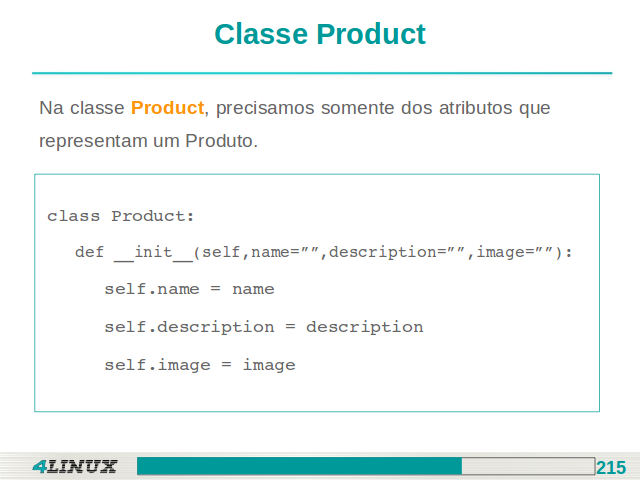 Classe Product
Na classe Product, precisamos somente dos atributos que
representam um Produto.
class Product:
def __init__(self,name=””,description=””,image=””):
self.name = name
self.description = description
self.image = image
4LINUX
215